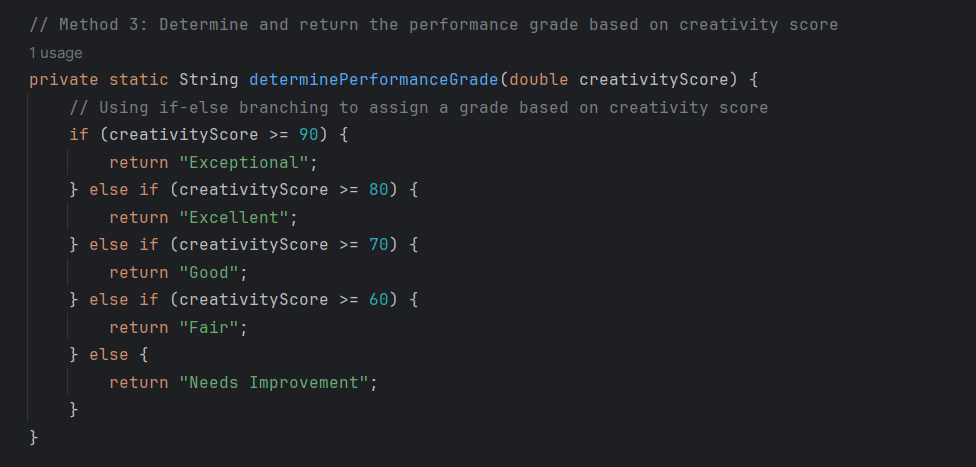 // Method 3: Determine and return the performance grade based on creativity score
1 usage
private static String determinePerformanceGrade(double creativityScore) {
    // Using if-else branching to assign a grade based on creativity score
    if (creativityScore >= 90) {
        return "Exceptional";
    } else if (creativityScore >= 80) {
        return "Excellent";
    } else if (creativityScore >= 70) {
        return "Good";
    } else if (creativityScore >= 60) {
        return "Fair";
    } else {
        return "Needs Improvement";
    }
}